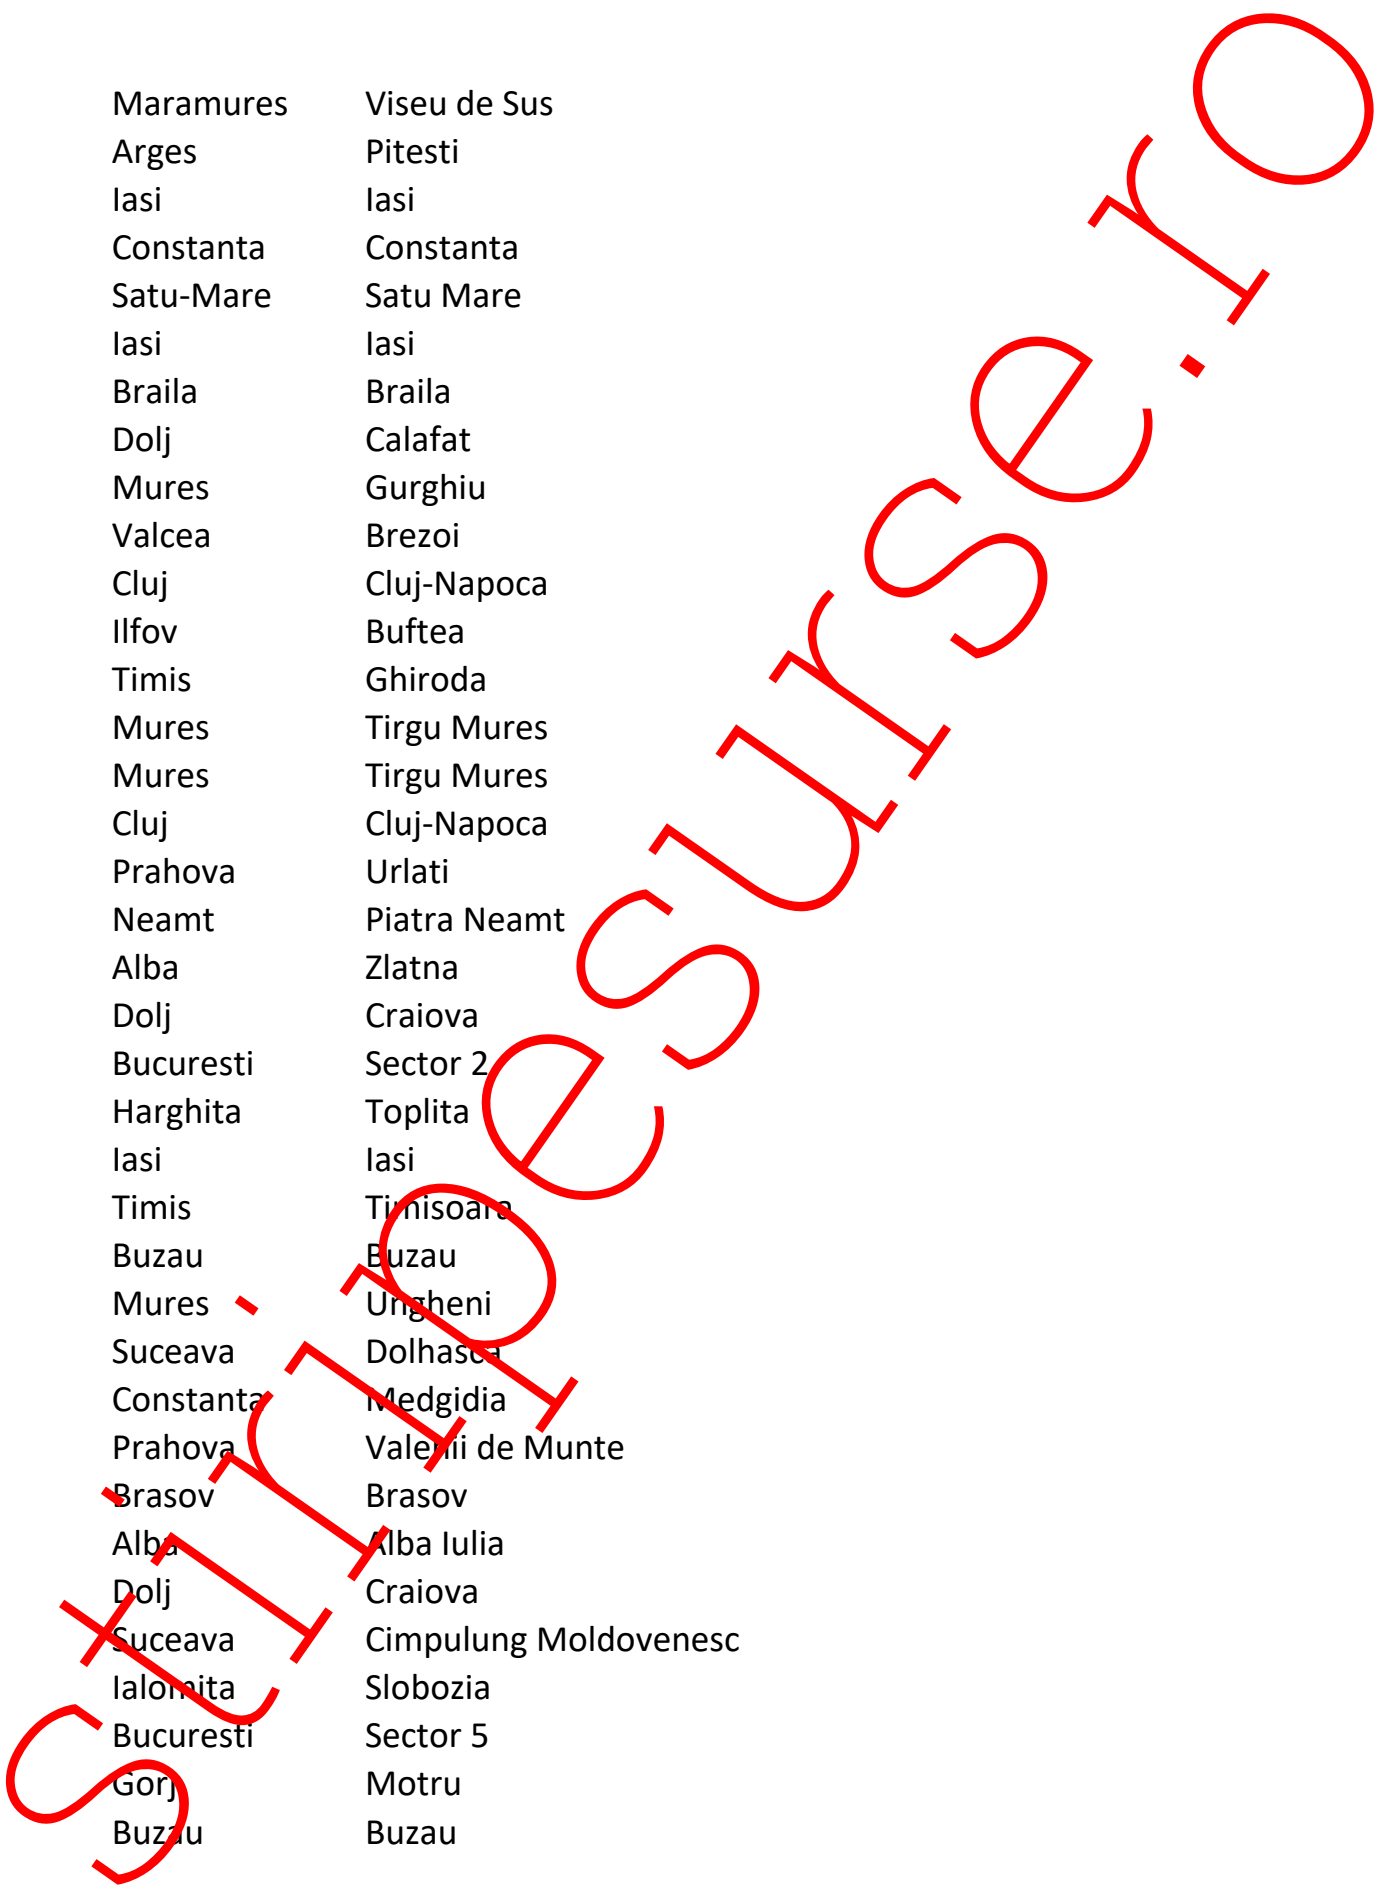 Maramures Viseu de Sus
Arges Pitesti
Iasi Iasi
Constanta Constanta
Satu-Mare Satu Mare
Iasi Iasi
Braila Braila
Dolj Calafat
Mures Gurghiu
Valcea Brezoi
Cluj Cluj-Napoca
Ilfov Buftea
Timis Ghiroda
Mures Tirgu Mures
Mures Tirgu Mures
Cluj Cluj-Napoca
Prahova Urlati
Neamt Piatra Neamt
Alba Zlatna
Dolj Craiova
Bucuresti Sector 2
Harghita Toplita
Iasi Iasi
Timis Timisoara
Buzau Buzau
Mures Ungheni
Suceava Dolhasca
Constanta Medgidia
Prahova Valenii de Munte
Brasov Brasov
Alba Alba Iulia
Dolj Craiova
Suceava Cimpulung Moldovenesc
Ialomita Slobozia
Bucuresti Sector 5
Gorj Motru
Buzau Buzau
stiripesurse.ro